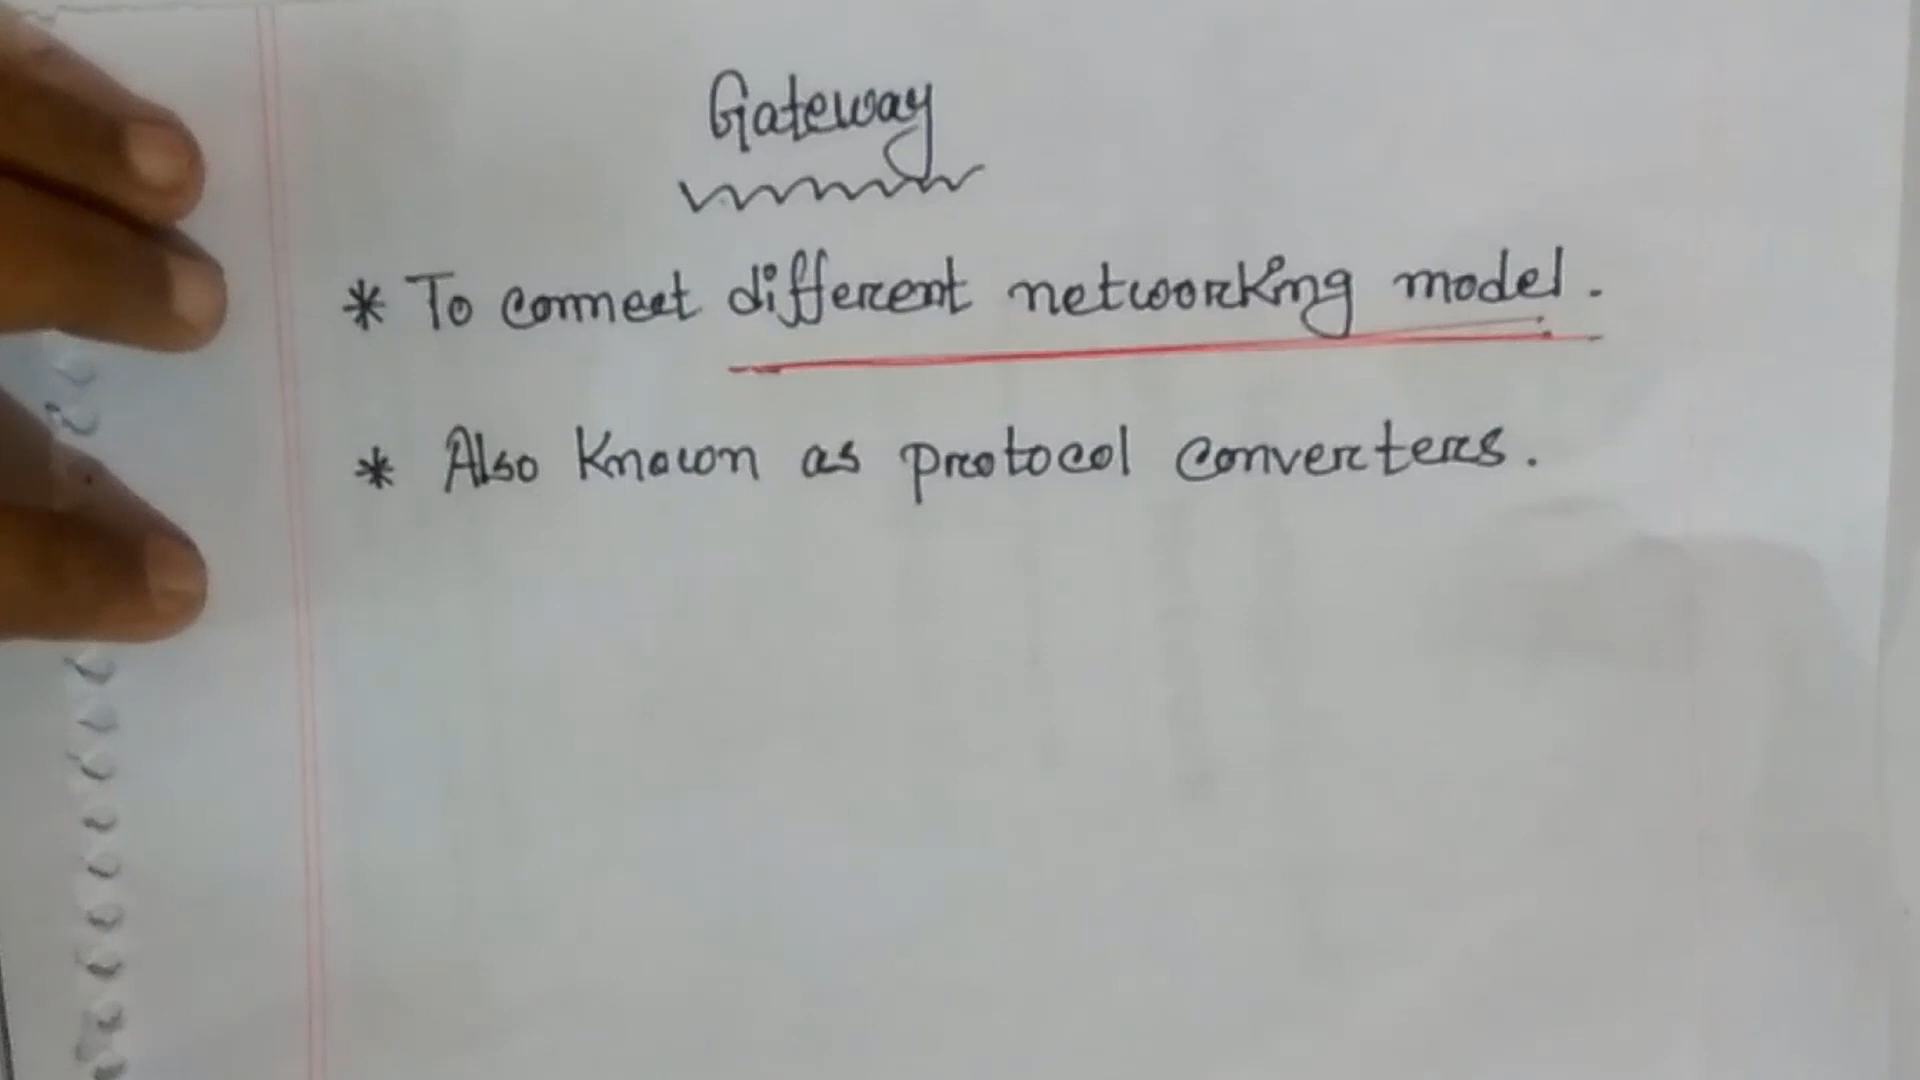 Gateway
* To connect different networking model.
* Also Known as protocol converters.